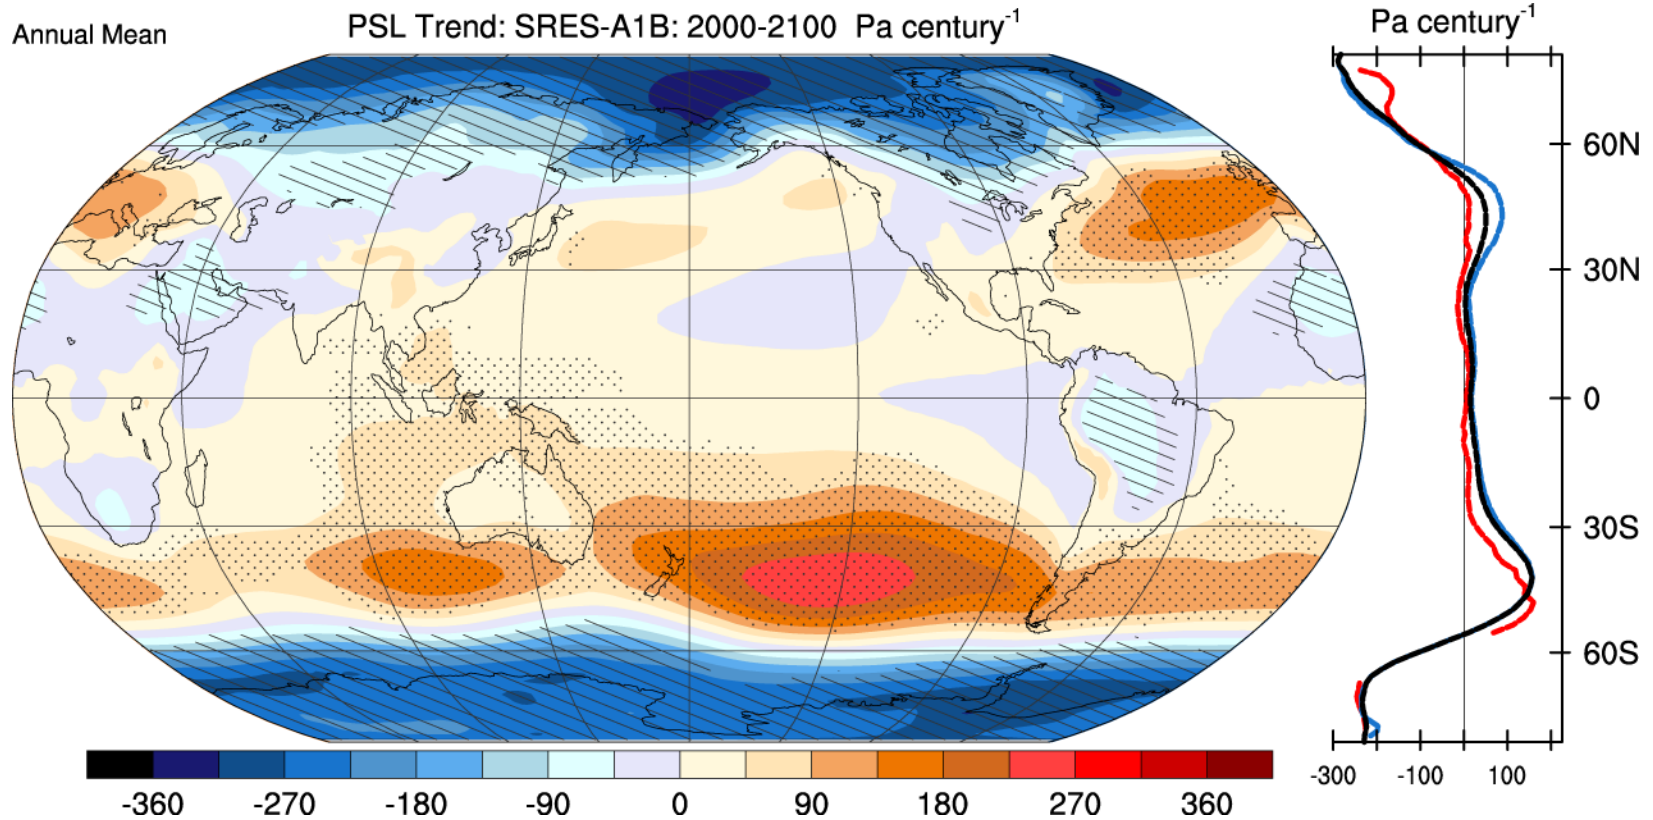 Annual Mean
PSL Trend: SRES-A1B: 2000-2100 Pa century-1
Pa century-1
60N
30N
0
30S
60S
-300 -100 100
-360 -270 -180 -90 0 90 180 270 360